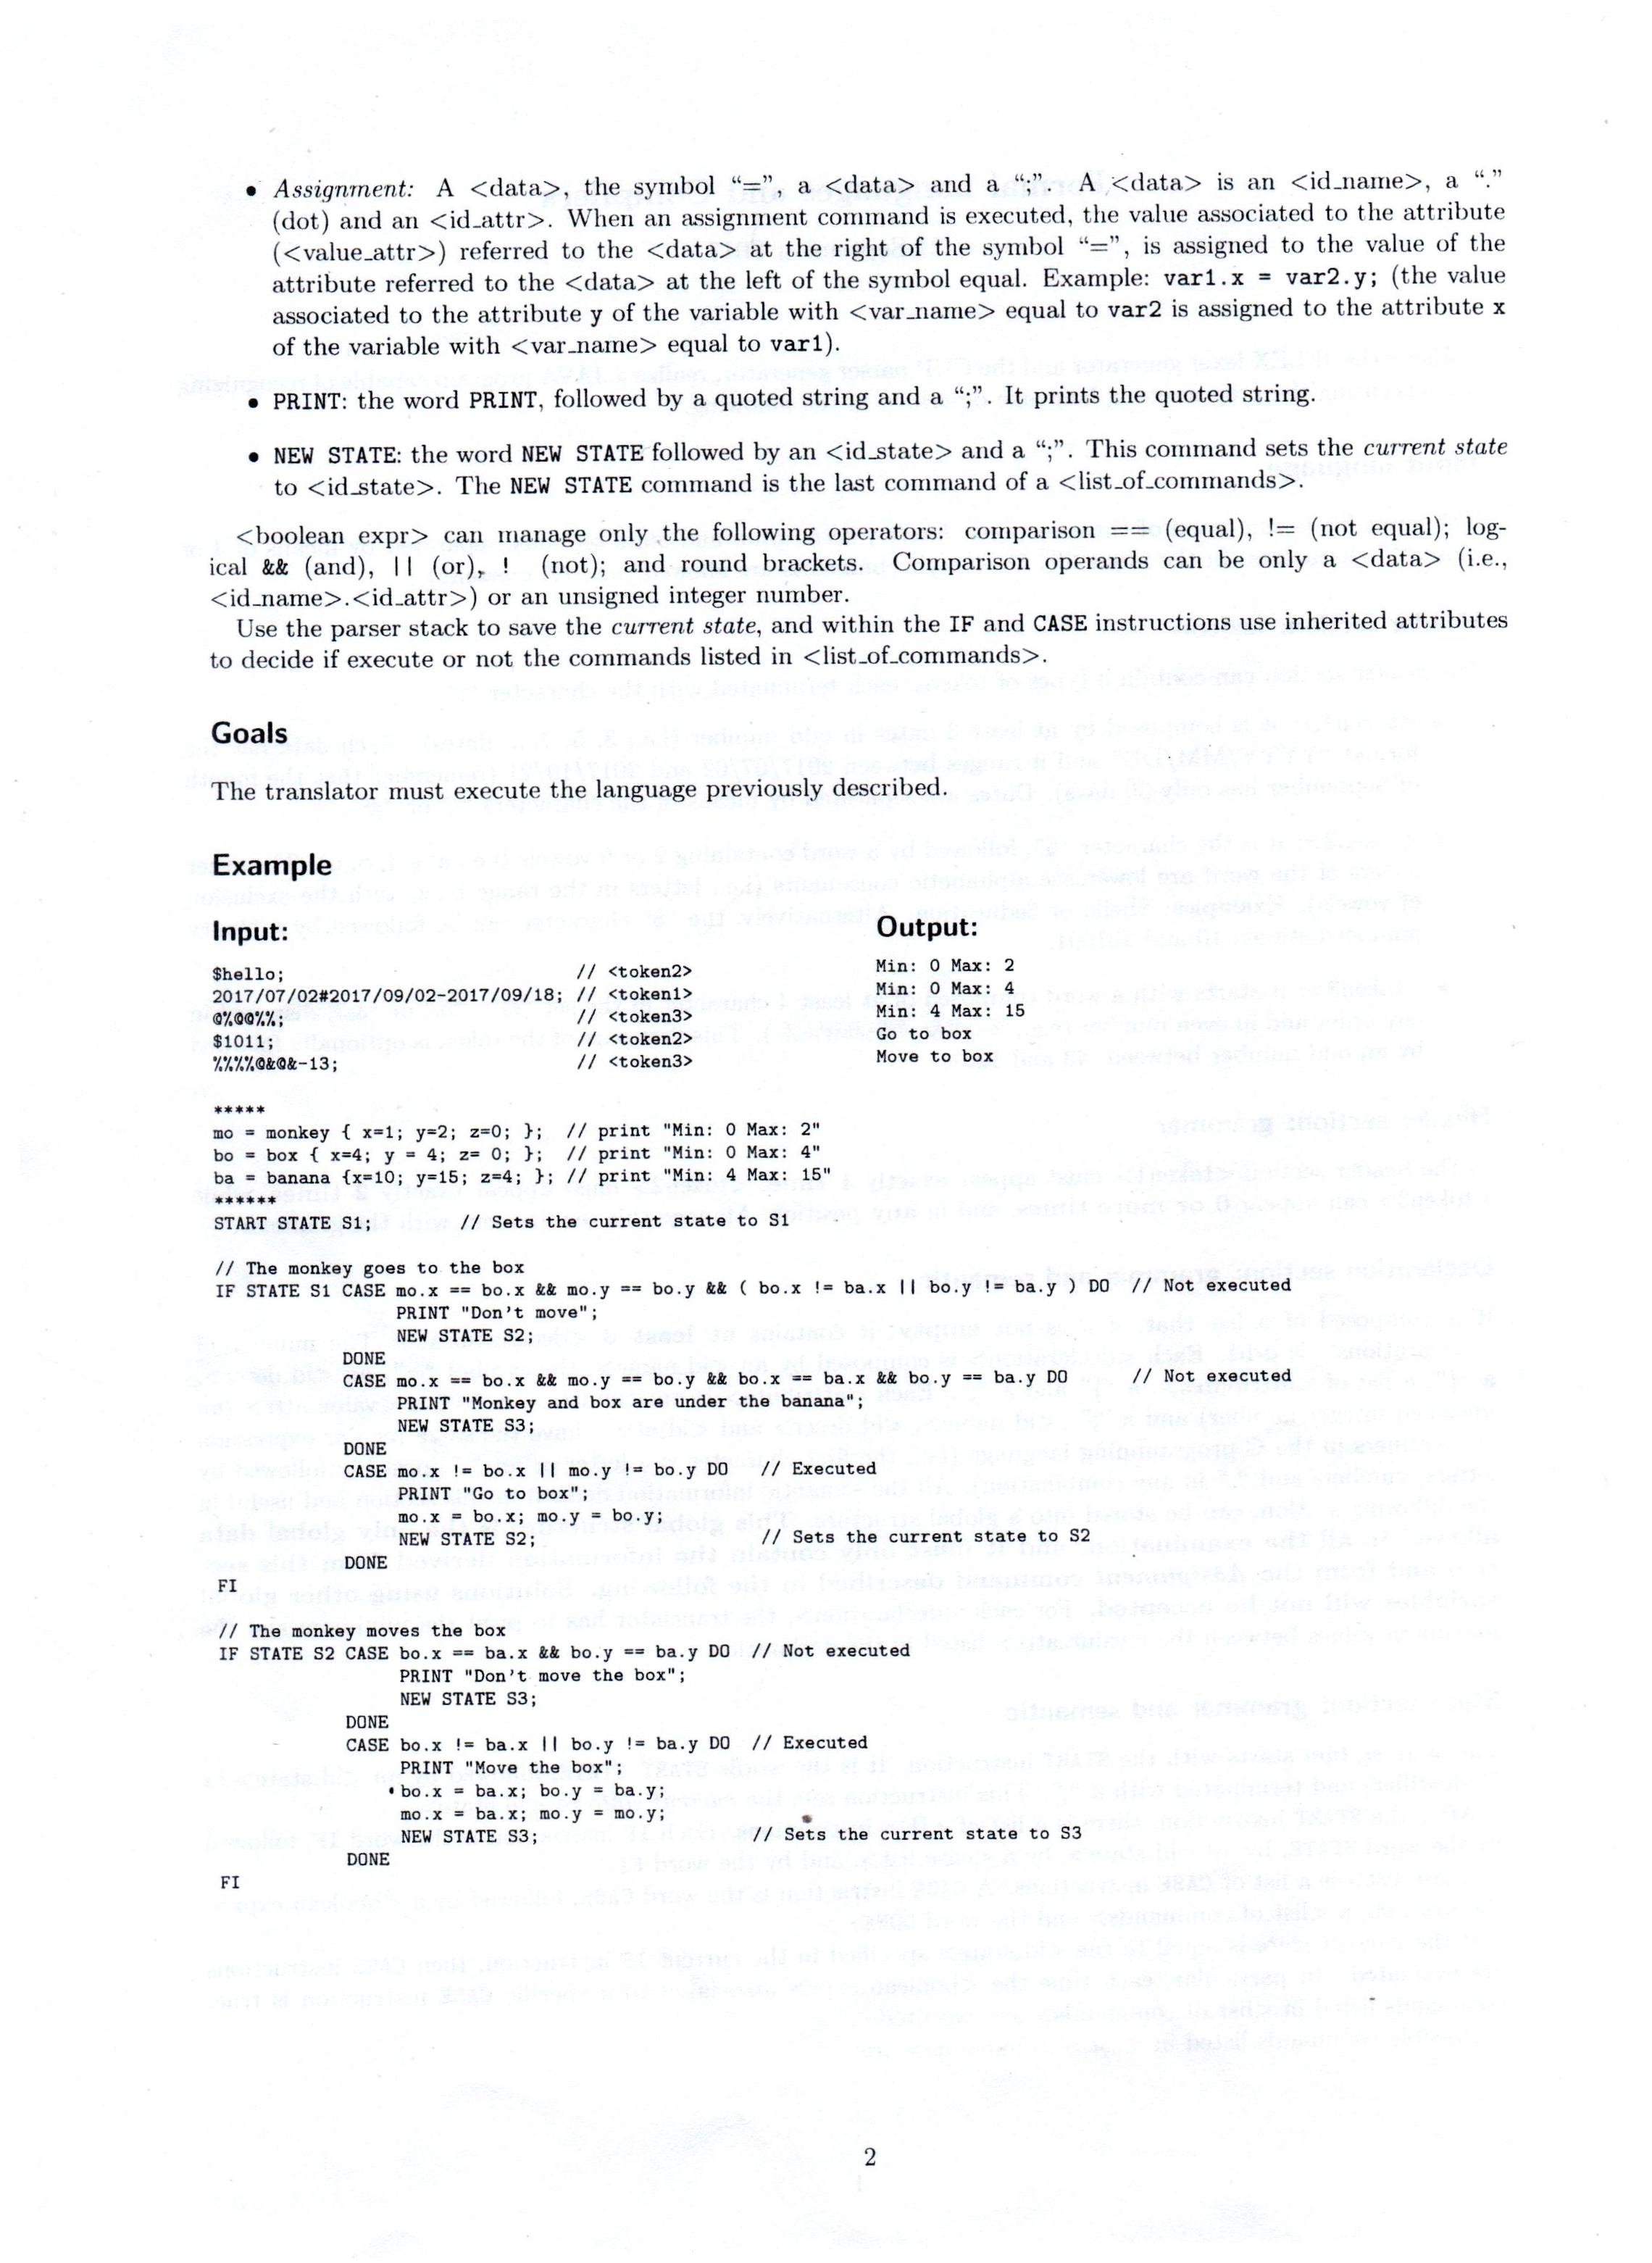 • Assignment: A <data>, the symbol “=”, a <data> and a “;”. A <data> is an <id_name>, a “.”
(dot) and an <id_attr>. When an assignment command is executed, the value associated to the attribute
(<value_attr>) referred to the <data> at the right of the symbol “=”, is assigned to the value of the
attribute referred to the <data> at the left of the symbol equal. Example: var1.x = var2.y; (the value
associated to the attribute y of the variable with <var_name> equal to var2 is assigned to the attribute x
of the variable with <var_name> equal to var1).
• PRINT: the word PRINT, followed by a quoted string and a “;”. It prints the quoted string.
• NEW STATE: the word NEW STATE followed by an <id_state> and a “;”. This command sets the current state
to <id_state>. The NEW STATE command is the last command of a <list_of_commands>.
<boolean expr> can manage only the following operators: comparison == (equal), != (not equal); log-
ical && (and), || (or), ! (not); and round brackets. Comparison operands can be only a <data> (i.e.,
<id_name>.<id_attr>) or an unsigned integer number.
Use the parser stack to save the current state, and within the IF and CASE instructions use inherited attributes
to decide if execute or not the commands listed in <list_of_commands>.
Goals
The translator must execute the language previously described.
Example
Input:
$hello; // <token2>
2017/07/02#2017/09/02-2017/09/18; // <token1>
@%@@%%; // <token3>
$1011; // <token2>
%%%%@&@&-13; // <token3>
*****
mo = monkey { x=1; y=2; z=0; }; // print "Min: 0 Max: 2"
bo = box { x=4; y = 4; z= 0; }; // print "Min: 0 Max: 4"
ba = banana {x=10; y=15; z=4; }; // print "Min: 4 Max: 15"
******
START STATE S1; // Sets the current state to S1
// The monkey goes to the box
IF STATE S1 CASE mo.x == bo.x && mo.y == bo.y && ( bo.x != ba.x || bo.y != ba.y ) DO // Not executed
PRINT "Don't move";
NEW STATE S2;
DONE
CASE mo.x == bo.x && mo.y == bo.y && bo.x == ba.x && bo.y == ba.y DO // Not executed
PRINT "Monkey and box are under the banana";
NEW STATE S3;
DONE
CASE mo.x != bo.x || mo.y != bo.y DO // Executed
PRINT "Go to box";
mo.x = bo.x; mo.y = bo.y;
NEW STATE S2; // Sets the current state to S2
DONE
FI
// The monkey moves the box
IF STATE S2 CASE bo.x == ba.x && bo.y == ba.y DO // Not executed
PRINT "Don't move the box";
NEW STATE S3;
DONE
CASE bo.x != ba.x || bo.y != ba.y DO // Executed
PRINT "Move the box";
bo.x = ba.x; bo.y = ba.y;
mo.x = ba.x; mo.y = mo.y;
NEW STATE S3; // Sets the current state to S3
DONE
FI
Output:
Min: 0 Max: 2
Min: 0 Max: 4
Min: 4 Max: 15
Go to box
Move to box
2